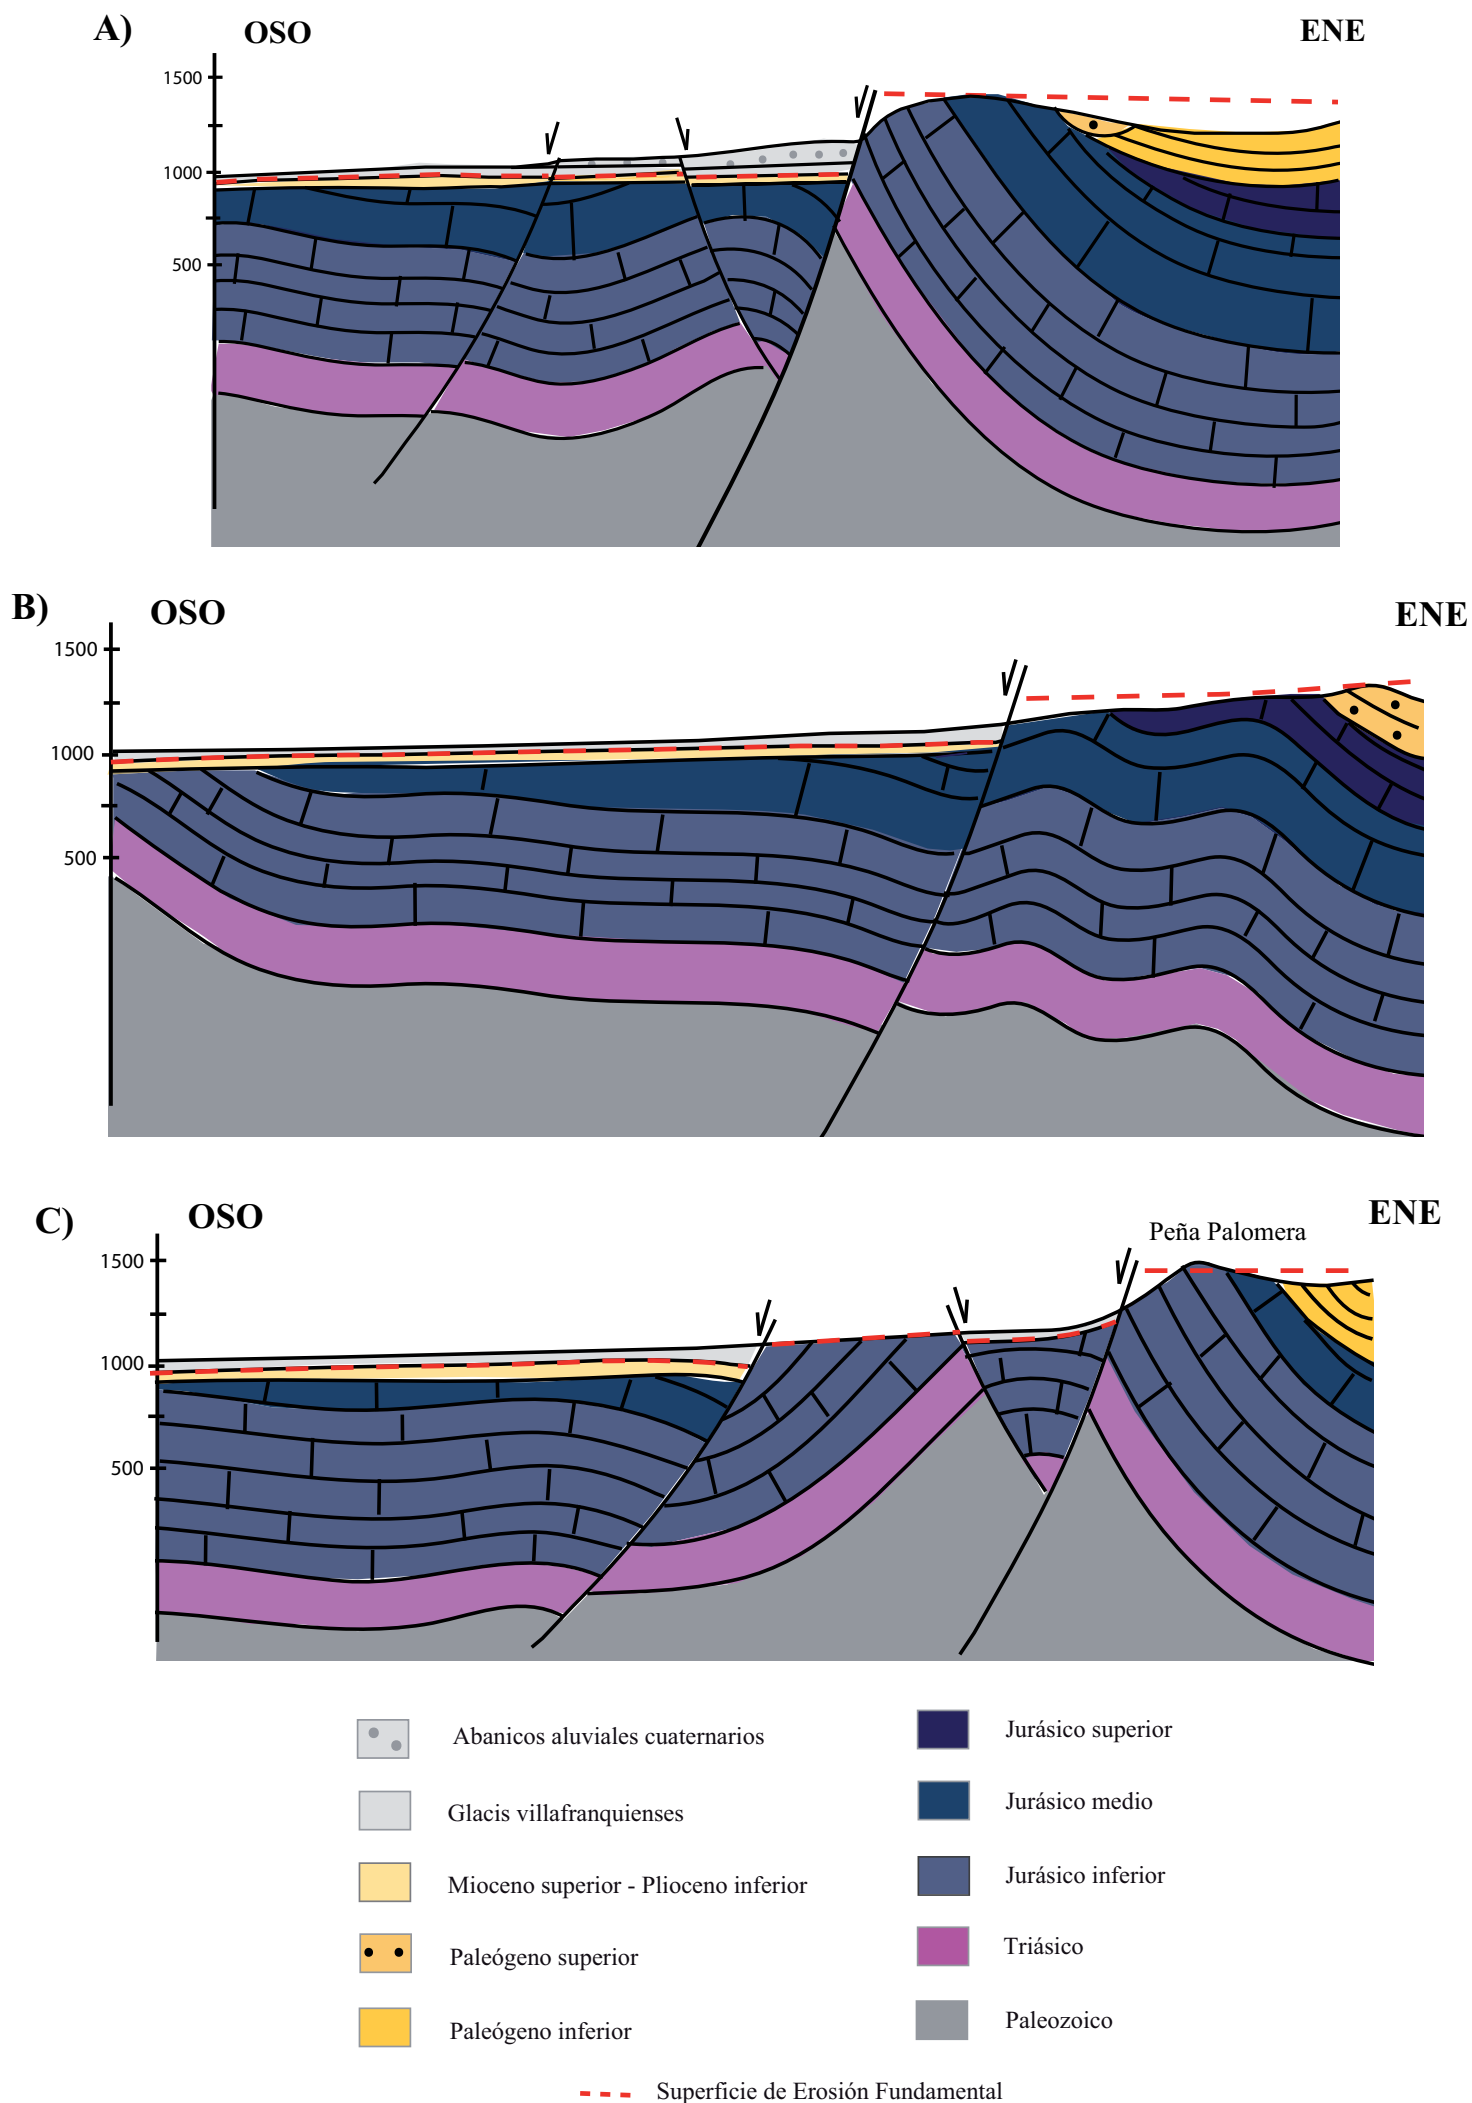 A)
OSO
ENE
1500
1000
500
B)
OSO
ENE
1500
1000
500
C)
OSO
Peña Palomera
ENE
1500
1000
500
Abanicos aluviales cuaternarios
Glacis villafranquienses
Mioceno superior - Plioceno inferior
Paleógeno superior
Paleógeno inferior
Jurásico superior
Jurásico medio
Jurásico inferior
Triásico
Paleozoico
Superficie de Erosión Fundamental